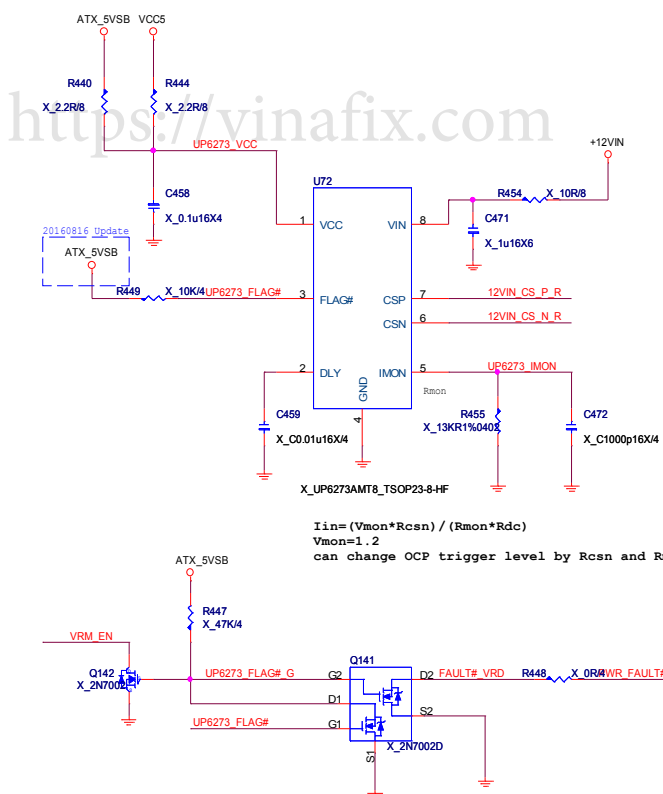 ATX_5VSB VCC5
R440 R444
X_2.2R/8 X_2.2R/8
https://vinafix.com
UP6273_VCC
+12VIN
U72
R454 X_10R/8
C458
X_0.1u16X4
1 VCC VIN 8
C471
X_1u16X6
20160816 Update
ATX_5VSB
R449 X_10K/4 UP6273_FLAG# 3 FLAG# CSP 7 12VIN_CS_P_R
CSN 6 12VIN_CS_N_R
2 DLY IMON 5 UP6273_IMON
GND
4
Rmon
C459
X_C0.01u16X/4
R455
X_13KR1%0402
C472
X_C1000p16X/4
X_UP6273AMT8_TSOP23-8-HF
Iin=(Vmon*Rcsn)/(Rmon*Rdc)
Vmon=1.2
can change OCP trigger level by Rcsn and
ATX_5VSB
R447
X_47K/4
VRM_EN
Q142
X_2N7002
UP6273_FLAG#_G
Q141
G2 D2 FAULT#_VRD R448 X_0R/4 WR_FAULT#
D1 S2
UP6273_FLAG# G1
S1
X_2N7002D